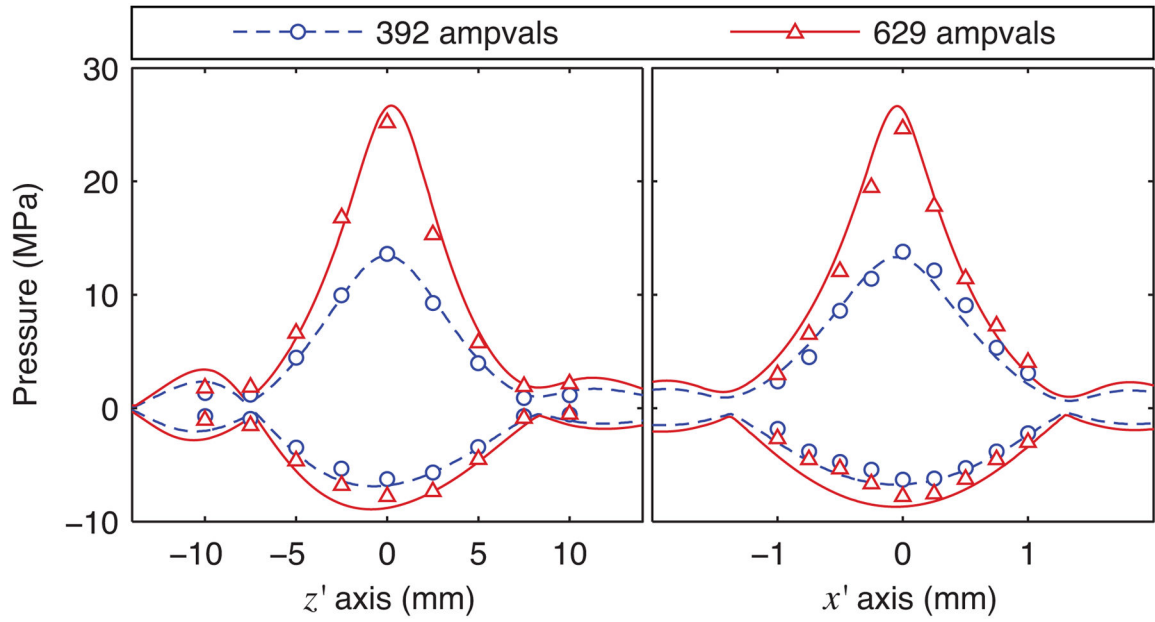 392 ampvals 629 ampvals
Pressure (MPa)
30
20
10
0
−10
−10 −5 0 5 10
−1 0 1
z' axis (mm)
x' axis (mm)